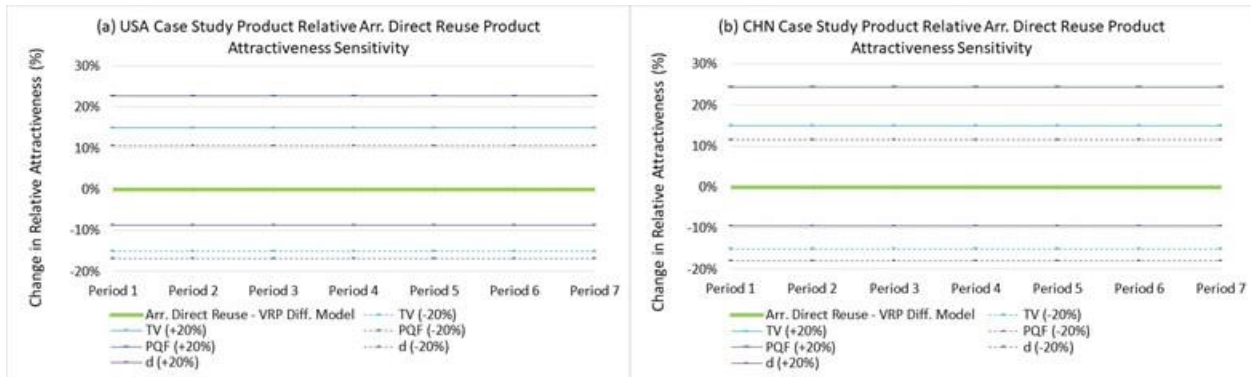 (a) USA Case Study Product Relative Arr. Direct Reuse Product
Attractiveness Sensitivity
Change in Relative Attractiveness (%)
30%
20%
10%
0%
-10%
-20%
Period 1 Period 2 Period 3 Period 4 Period 5 Period 6 Period 7
Arr. Direct Reuse - VRP Diff. Model TV (-20%)
TV (+20%) PQF (-20%)
PQF (+20%) d (-20%)
d (+20%)
(b) CHN Case Study Product Relative Arr. Direct Reuse Product
Attractiveness Sensitivity
Change in Relative Attractiveness (%)
30%
20%
10%
0%
-10%
-20%
Period 1 Period 2 Period 3 Period 4 Period 5 Period 6 Period 7
Arr. Direct Reuse - VRP Diff. Model TV (-20%)
TV (+20%) PQF (-20%)
PQF (+20%) d (-20%)
d (+20%)